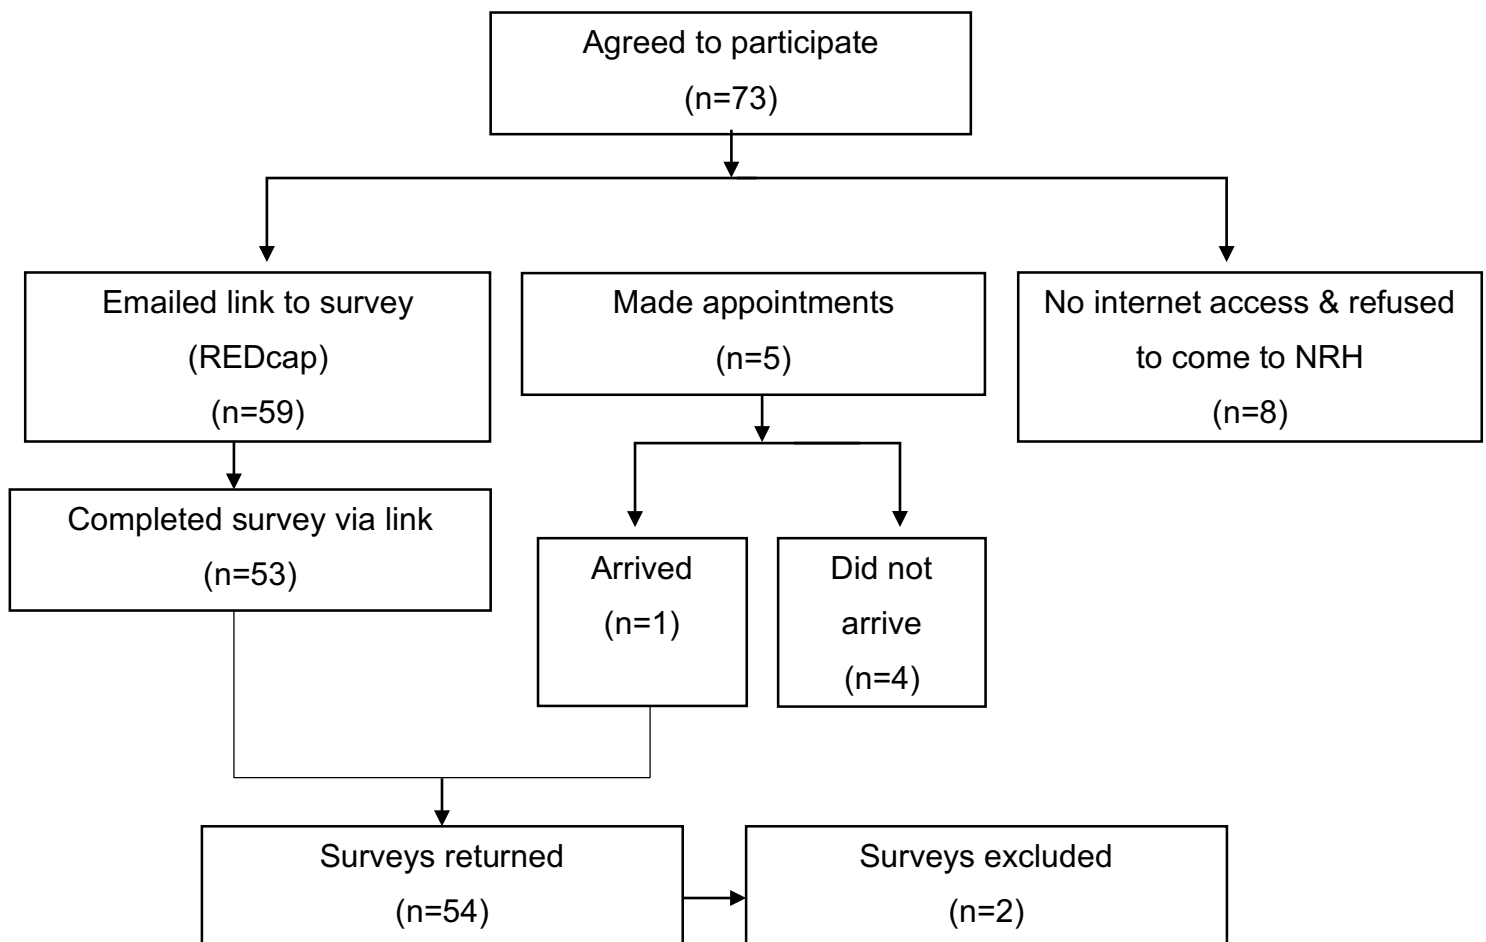 Agreed to participate
(n=73)
Emailed link to survey
(REDcap)
(n=59)
Made appointments
(n=5)
No internet access & refused
to come to NRH
(n=8)
Completed survey via link
(n=53)
Arrived
(n=1)
Did not
arrive
(n=4)
Surveys returned
(n=54)
Surveys excluded
(n=2)